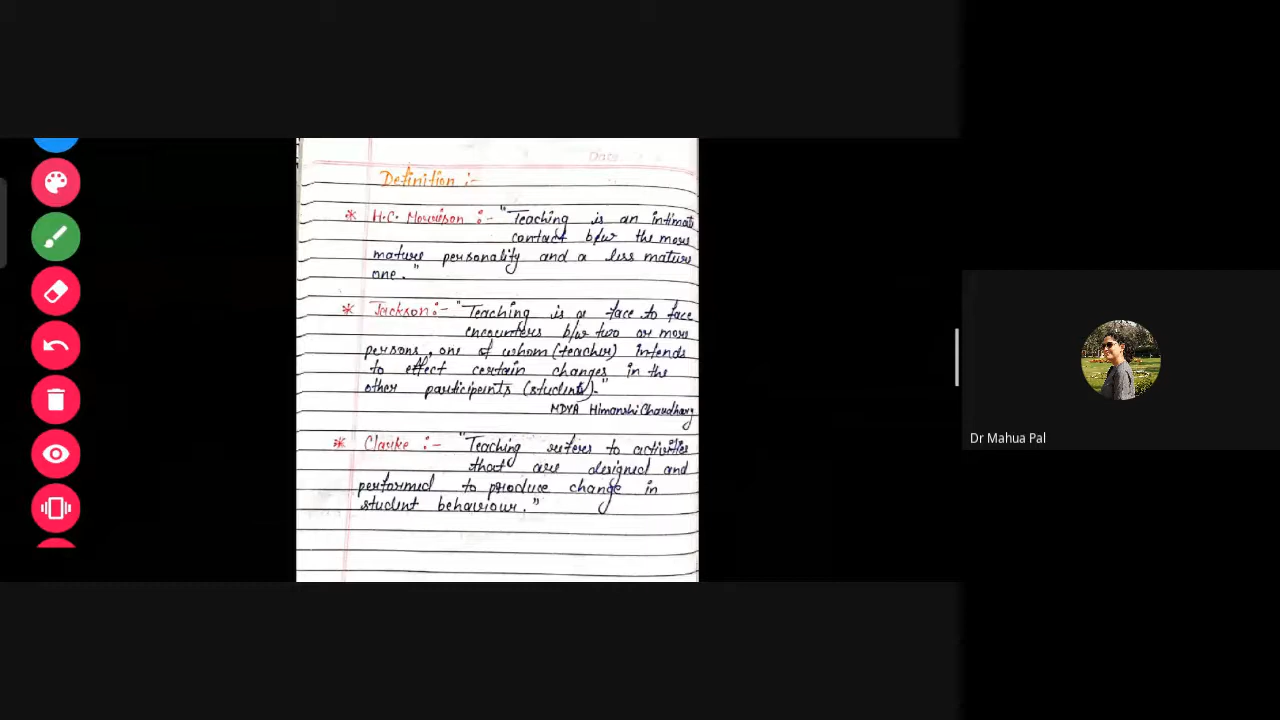 Date
Definition :-
* H.C. Mourison :- "Teaching is an intimate
contact b/w the more
mature personality and a less mature
one."
* Jackson:- "Teaching is a face to face
encounters b/w two or more
persons, one of whom (teacher) intends
to effect certain changes in the
other participents (students)."
MDYA Himanshi Chaudhary
* Clarke :- "Teaching referes to activities
that are designed and
performed to produce change in
student behaviour."
Dr Mahua Pal